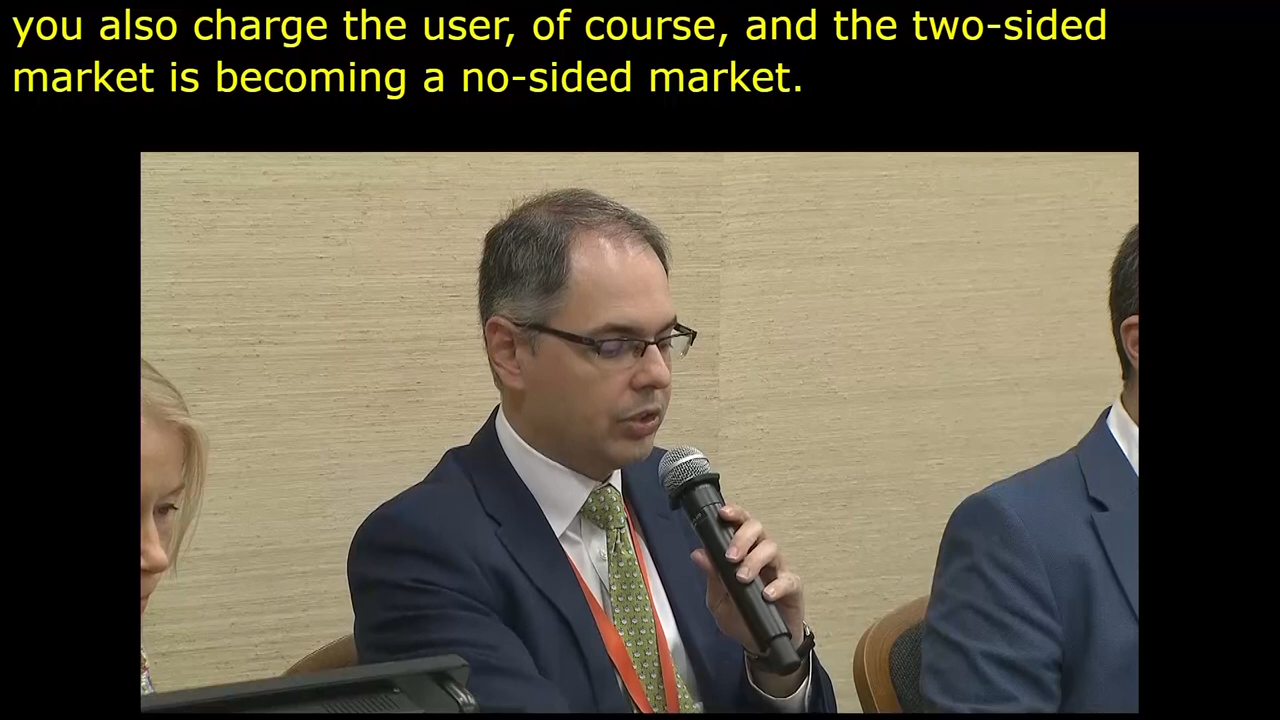 you also charge the user, of course, and the two-sided
market is becoming a no-sided market.